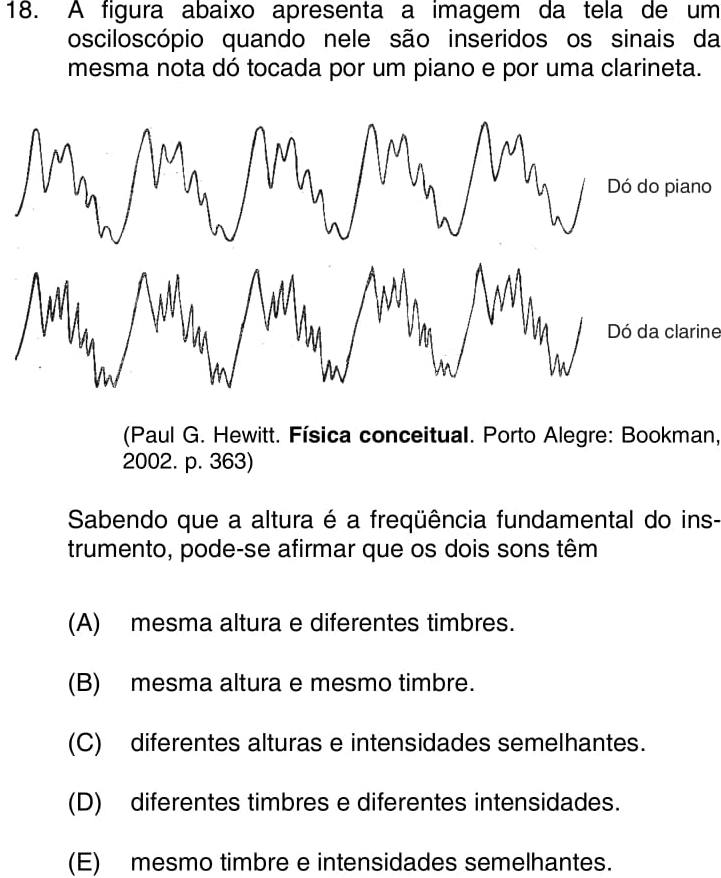 18. A figura abaixo apresenta a imagem da tela de um
osciloscópio quando nele são inseridos os sinais da
mesma nota dó tocada por um piano e por uma clarineta.
Dó do piano
Dó da clarine
(Paul G. Hewitt. Física conceitual. Porto Alegre: Bookman,
2002. p. 363)
Sabendo que a altura é a freqüência fundamental do ins-
trumento, pode-se afirmar que os dois sons têm
(A) mesma altura e diferentes timbres.
(B) mesma altura e mesmo timbre.
(C) diferentes alturas e intensidades semelhantes.
(D) diferentes timbres e diferentes intensidades.
(E) mesmo timbre e intensidades semelhantes.